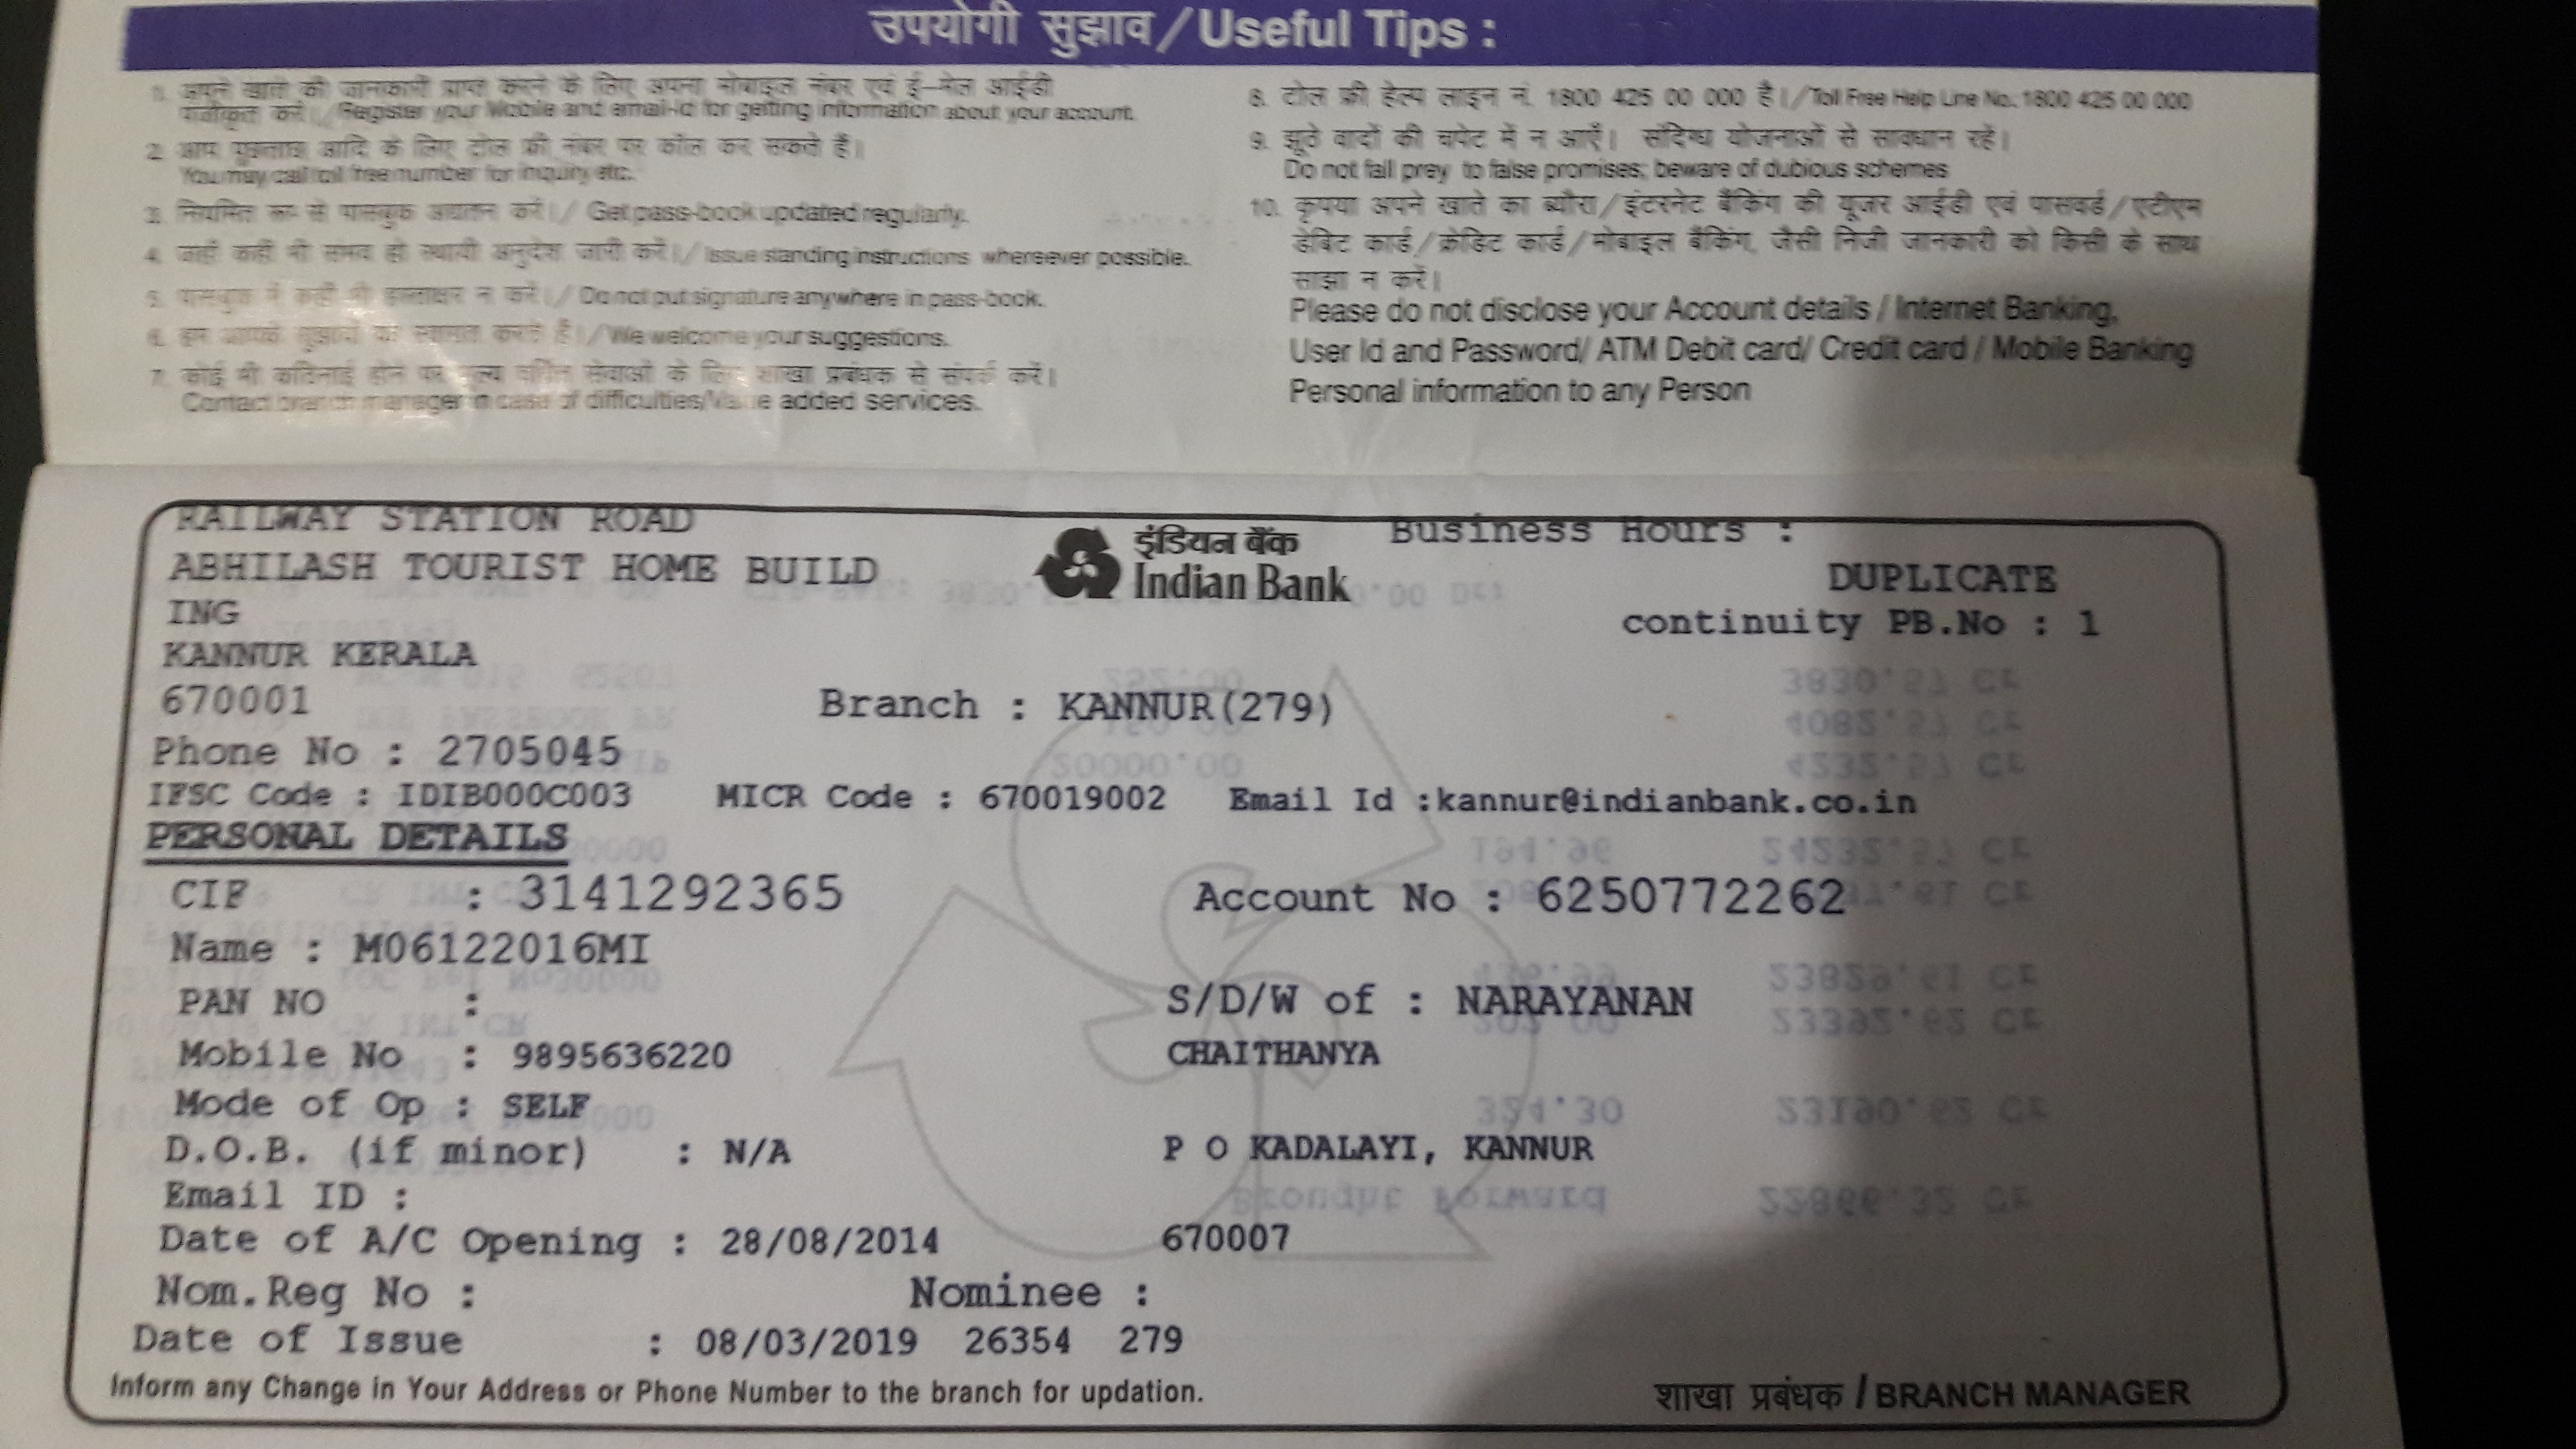 उपयोगी सुझाव/Useful Tips :
1. अपने खाते की जानकारी प्राप्त करने के लिए अपना मोबाइल नंबर एवं ई-मेल आईडी
पंजीकृत करें।/Register your Mobile and email-id for getting information about your account.
2. आप पूछताछ आदि के लिए टोल फ्री नंबर पर कॉल कर सकते हैं।
You may call toll free number for inquiry etc.
3. नियमित रूप से पासबुक अद्यतन करें।/ Get pass-book updated regularly.
4. जहाँ कहीं भी संभव हो स्थायी अनुदेश जारी करें।/ Issue standing instructions whereever possible.
5. पासबुक में कहीं भी हस्ताक्षर न करें।/ Do not put signature anywhere in pass-book.
6. हम आपके सुझावों का स्वागत करते हैं।/ We welcome your suggestions.
7. कोई भी कठिनाई होने पर मूल्य वर्धित सेवाओं के लिए शाखा प्रबंधक से संपर्क करें।
Contact branch manager in case of difficulties/Value added services.
8. टोल फ्री हेल्प लाइन नं. 1800 425 00 000 है।/Toll Free Help Line No. 1800 425 00 000
9. झूठे वादों की चपेट में न आएँ। संदिग्ध योजनाओं से सावधान रहें।
Do not fall prey to false promises; beware of dubious schemes
10. कृपया अपने खाते का ब्यौरा/इंटरनेट बैंकिंग की यूजर आईडी एवं पासवर्ड/एटीएम
डेबिट कार्ड/क्रेडिट कार्ड/मोबाइल बैंकिंग, जैसी निजी जानकारी को किसी के साथ
साझा न करें।
Please do not disclose your Account details / Internet Banking,
User Id and Password/ ATM Debit card/ Credit card / Mobile Banking
Personal information to any Person
RAILWAY STATION ROAD
इंडियन बैंक
Business Hours :
ABHILASH TOURIST HOME BUILD
Indian Bank
DUPLICATE
ING
continuity PB.No : 1
KANNUR KERALA
670001
Branch : KANNUR(279)
Phone No : 2705045
IFSC Code : IDIB000C003 MICR Code : 670019002 Email Id :kannur@indianbank.co.in
PERSONAL DETAILS
CIF : 3141292365 Account No : 6250772262
Name : M06122016MI
PAN NO : S/D/W of : NARAYANAN
Mobile No : 9895636220 CHAITHANYA
Mode of Op : SELF
D.O.B. (if minor) : N/A P O KADALAYI, KANNUR
Email ID :
Date of A/C Opening : 28/08/2014 670007
Nom.Reg No : Nominee :
Date of Issue : 08/03/2019 26354 279
Inform any Change in Your Address or Phone Number to the branch for updation.
शाखा प्रबंधक / BRANCH MANAGER